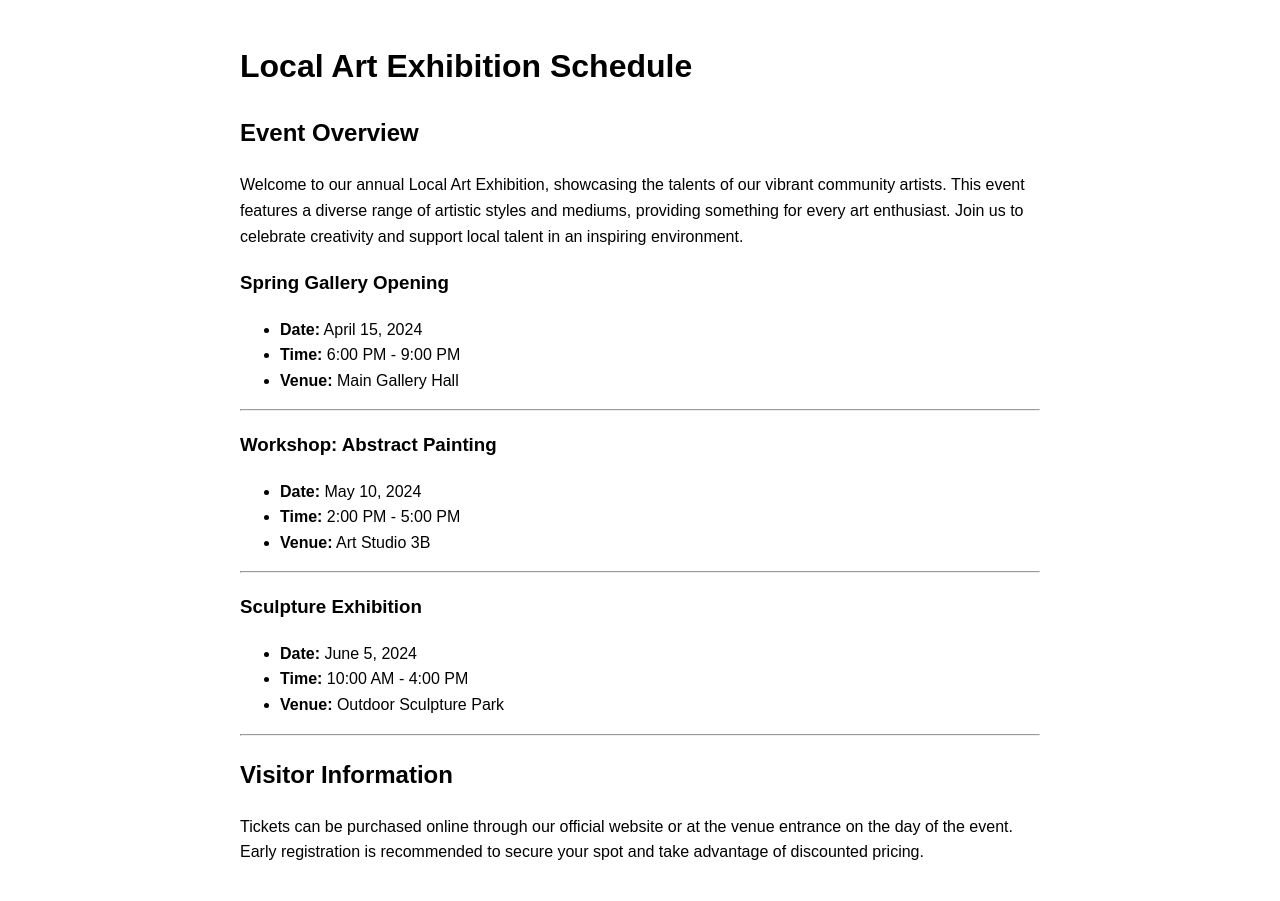 Local Art Exhibition Schedule
Event Overview
Welcome to our annual Local Art Exhibition, showcasing the talents of our vibrant community artists. This event
features a diverse range of artistic styles and mediums, providing something for every art enthusiast. Join us to
celebrate creativity and support local talent in an inspiring environment.
Spring Gallery Opening
• Date: April 15, 2024
• Time: 6:00 PM - 9:00 PM
• Venue: Main Gallery Hall
Workshop: Abstract Painting
• Date: May 10, 2024
• Time: 2:00 PM - 5:00 PM
• Venue: Art Studio 3B
Sculpture Exhibition
• Date: June 5, 2024
• Time: 10:00 AM - 4:00 PM
• Venue: Outdoor Sculpture Park
Visitor Information
Tickets can be purchased online through our official website or at the venue entrance on the day of the event.
Early registration is recommended to secure your spot and take advantage of discounted pricing.